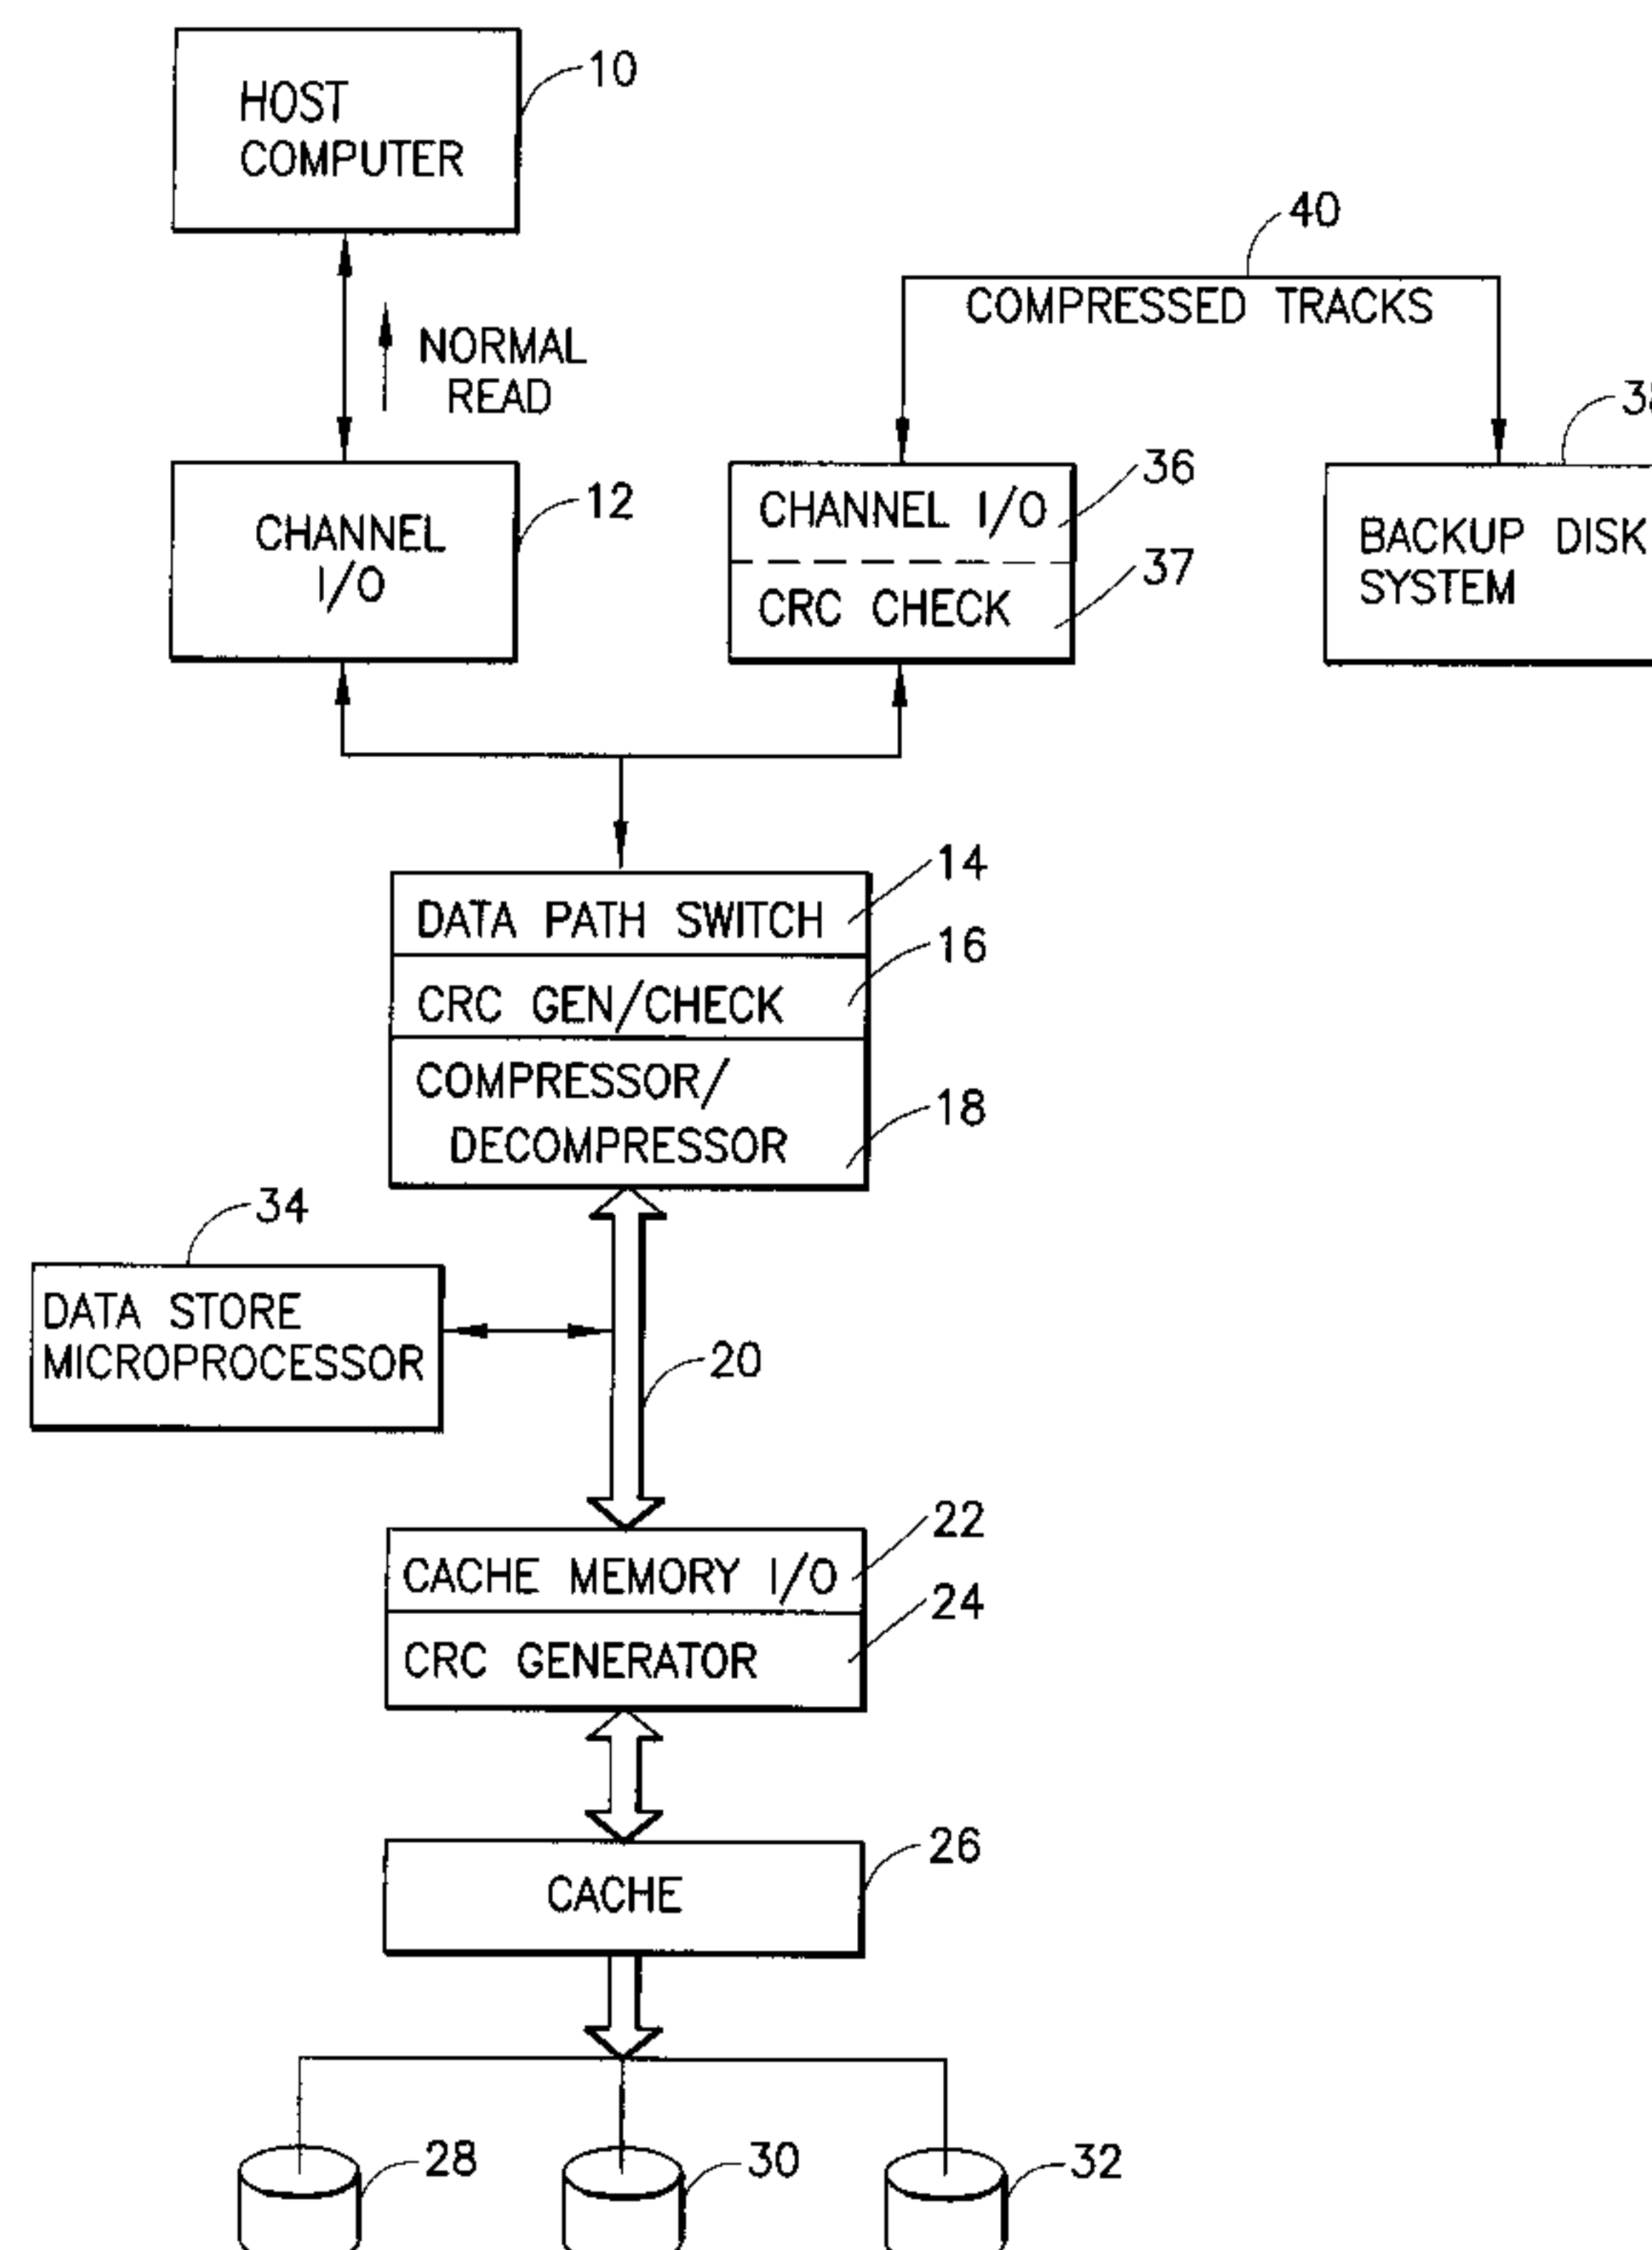 HOST
COMPUTER
10
40
COMPRESSED TRACKS
NORMAL
READ
12
CHANNEL
I/O
CHANNEL I/O
36
CRC CHECK
37
BACKUP DISK
SYSTEM
DATA PATH SWITCH
14
CRC GEN/CHECK
16
COMPRESSOR/
DECOMPRESSOR
18
34
DATA STORE
MICROPROCESSOR
20
CACHE MEMORY I/O
22
CRC GENERATOR
24
CACHE
26
28
30
32